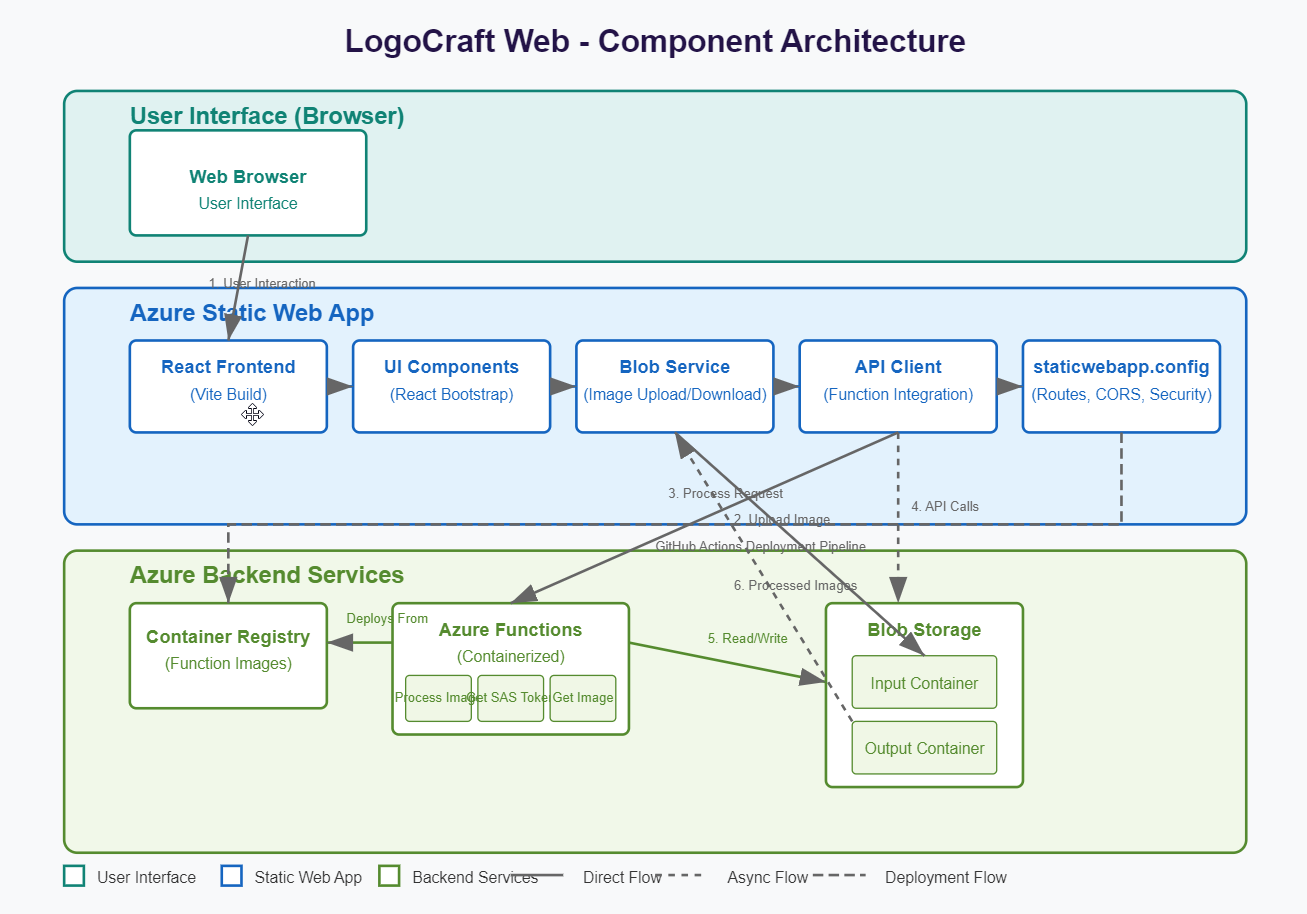 LogoCraft Web - Component Architecture
User Interface (Browser)
Web Browser
User Interface
1. User Interaction
Azure Static Web App
React Frontend
(Vite Build)
UI Components
(React Bootstrap)
Blob Service
(Image Upload/Download)
API Client
(Function Integration)
staticwebapp.config
(Routes, CORS, Security)
3. Process Request
4. API Calls
2. Upload Image
GitHub Actions Deployment Pipeline
Azure Backend Services
6. Processed Images
Container Registry
(Function Images)
Deploys From
Azure Functions
(Containerized)
Process Image
Get SAS Token
Get Image
5. Read/Write
Blob Storage
Input Container
Output Container
User Interface
Static Web App
Backend Services
Direct Flow
Async Flow
Deployment Flow